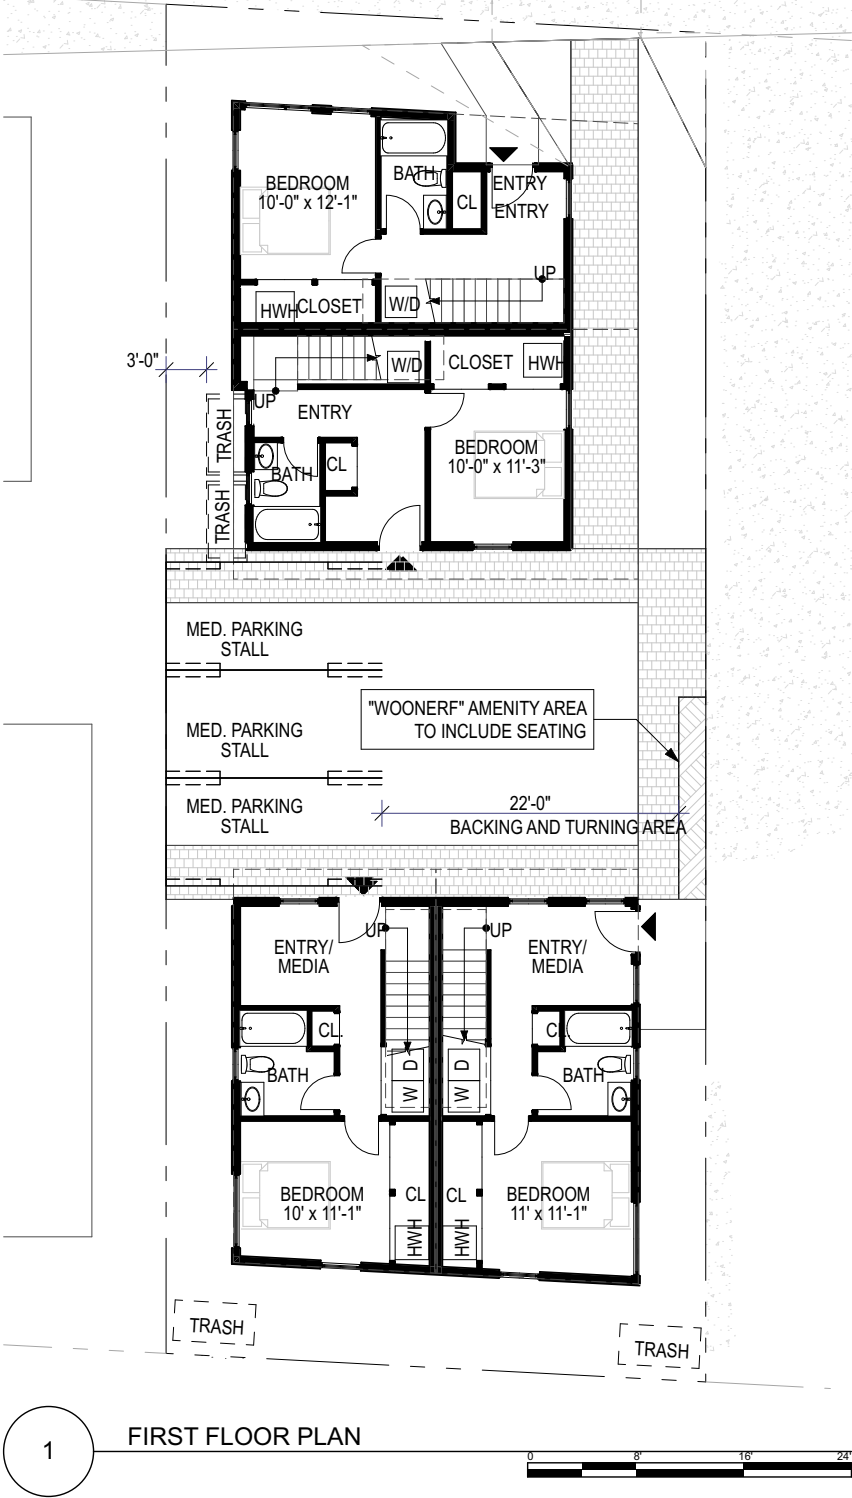 BEDROOM
10'-0" x 12'-1"
BATH
CL
ENTRY
ENTRY
UP
HWH
CLOSET
W/D
3'-0"
W/D
CLOSET
HWH
UP
ENTRY
TRASH
BATH
CL
BEDROOM
10'-0" x 11'-3"
TRASH
MED. PARKING
STALL
"WOONERF" AMENITY AREA
TO INCLUDE SEATING
MED. PARKING
STALL
MED. PARKING
STALL
22'-0"
BACKING AND TURNING AREA
UP
UP
ENTRY/
MEDIA
ENTRY/
MEDIA
CL.
CL.
BATH
W D
W D
BATH
BEDROOM
10' x 11'-1"
CL
HWH
CL
HWH
BEDROOM
11' x 11'-1"
TRASH
TRASH
1
FIRST FLOOR PLAN
0 8' 16' 24'